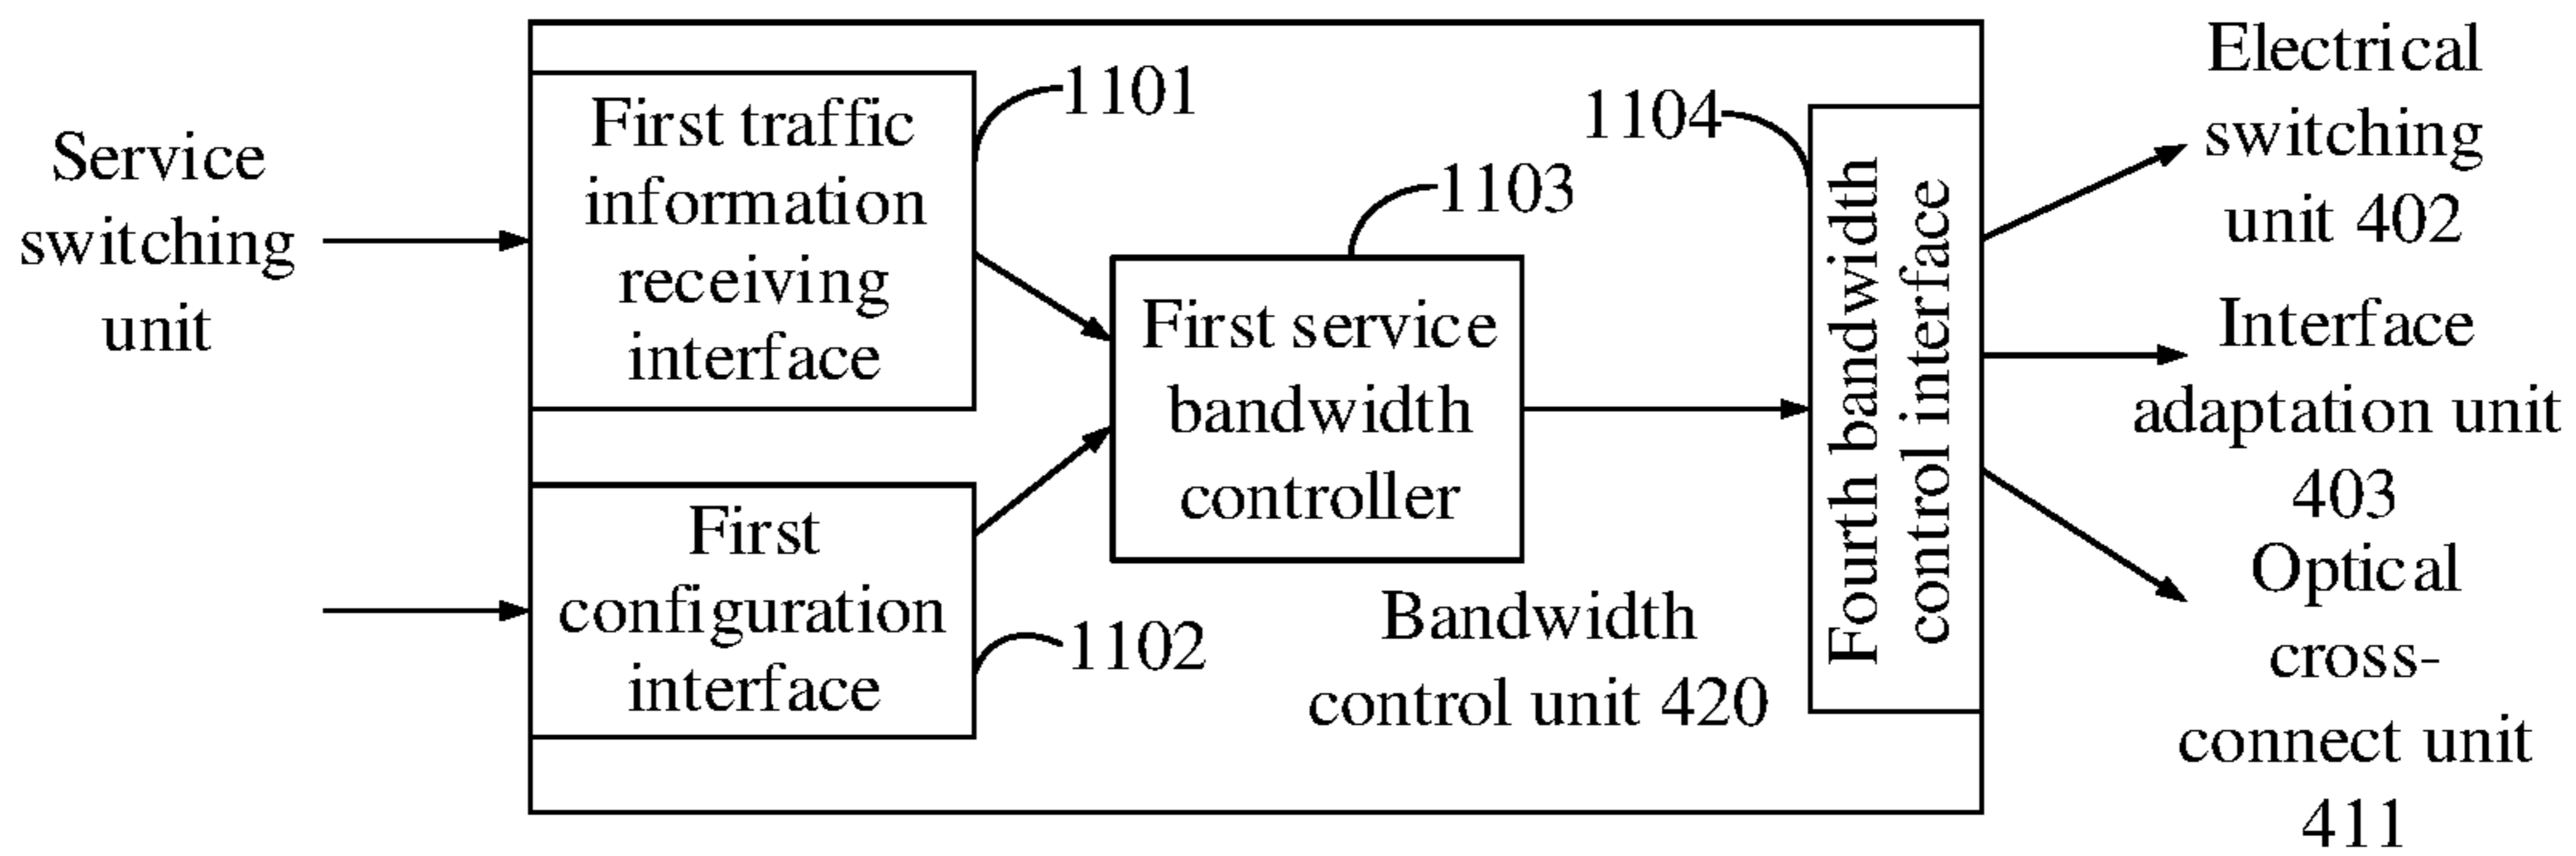 Service
switching
unit
First traffic
information
receiving
interface
1101
First
configuration
interface
1102
First service
bandwidth
controller
1103
Bandwidth
control unit 420
1104
Fourth bandwidth
control interface
Electrical
switching
unit 402
Interface
adaptation unit
403
Optical
cross-
connect unit
411